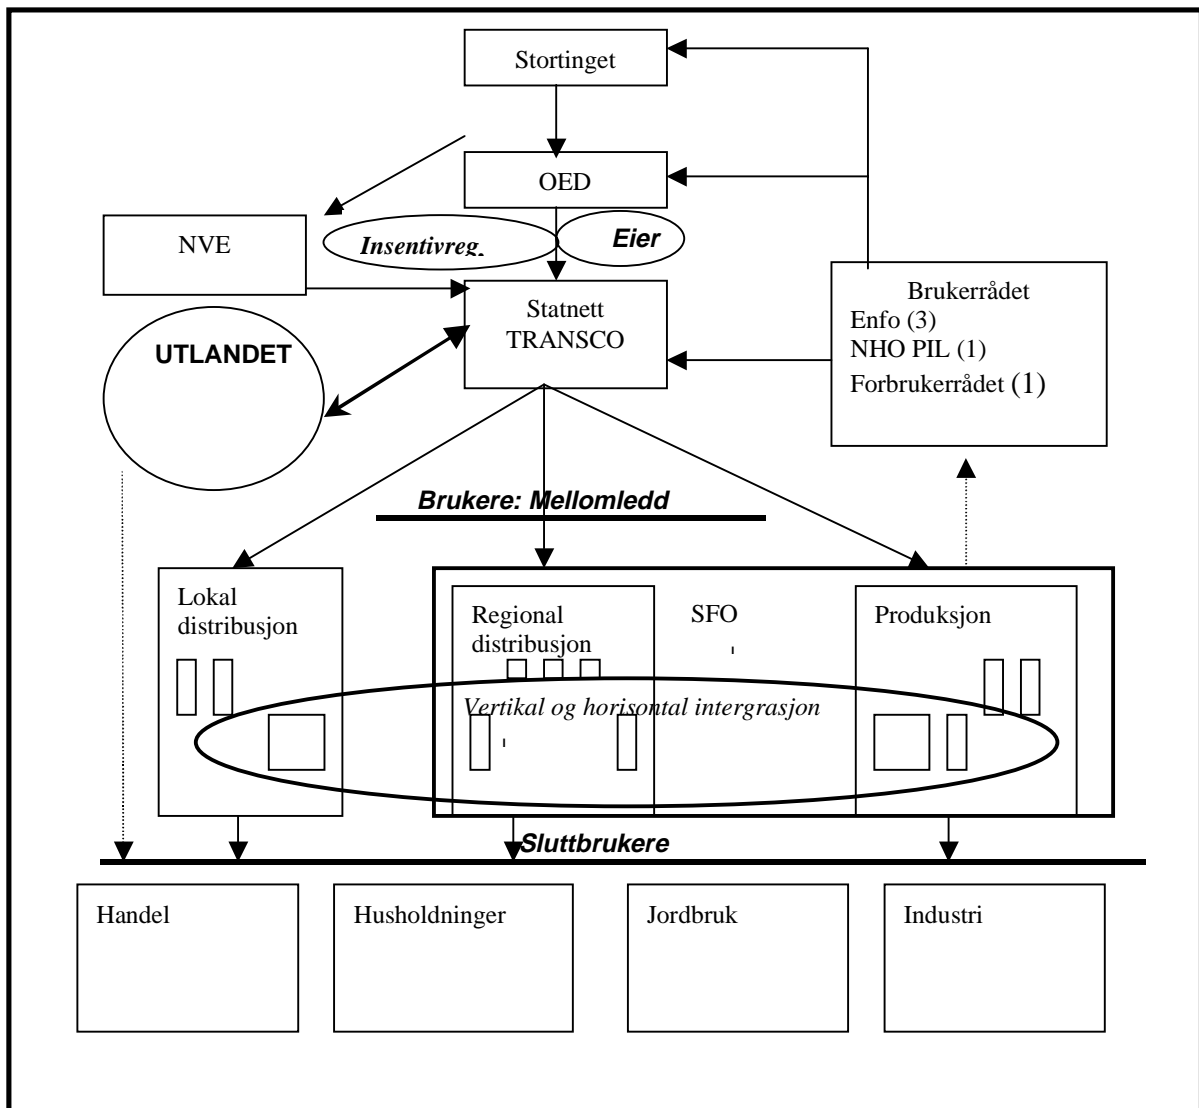 Stortinget
OED
NVE
Insentivreg.
Eier
Statnett
TRANSCO
UTLANDET
Brukerrådet
Enfo (3)
NHO PIL (1)
Forbrukerrådet (1)
Brukere: Mellomledd
Lokal
distribusjon
Regional
distribusjon
SFO
Produksjon
Vertikal og horisontal intergrasjon
Sluttbrukere
Handel
Husholdninger
Jordbruk
Industri